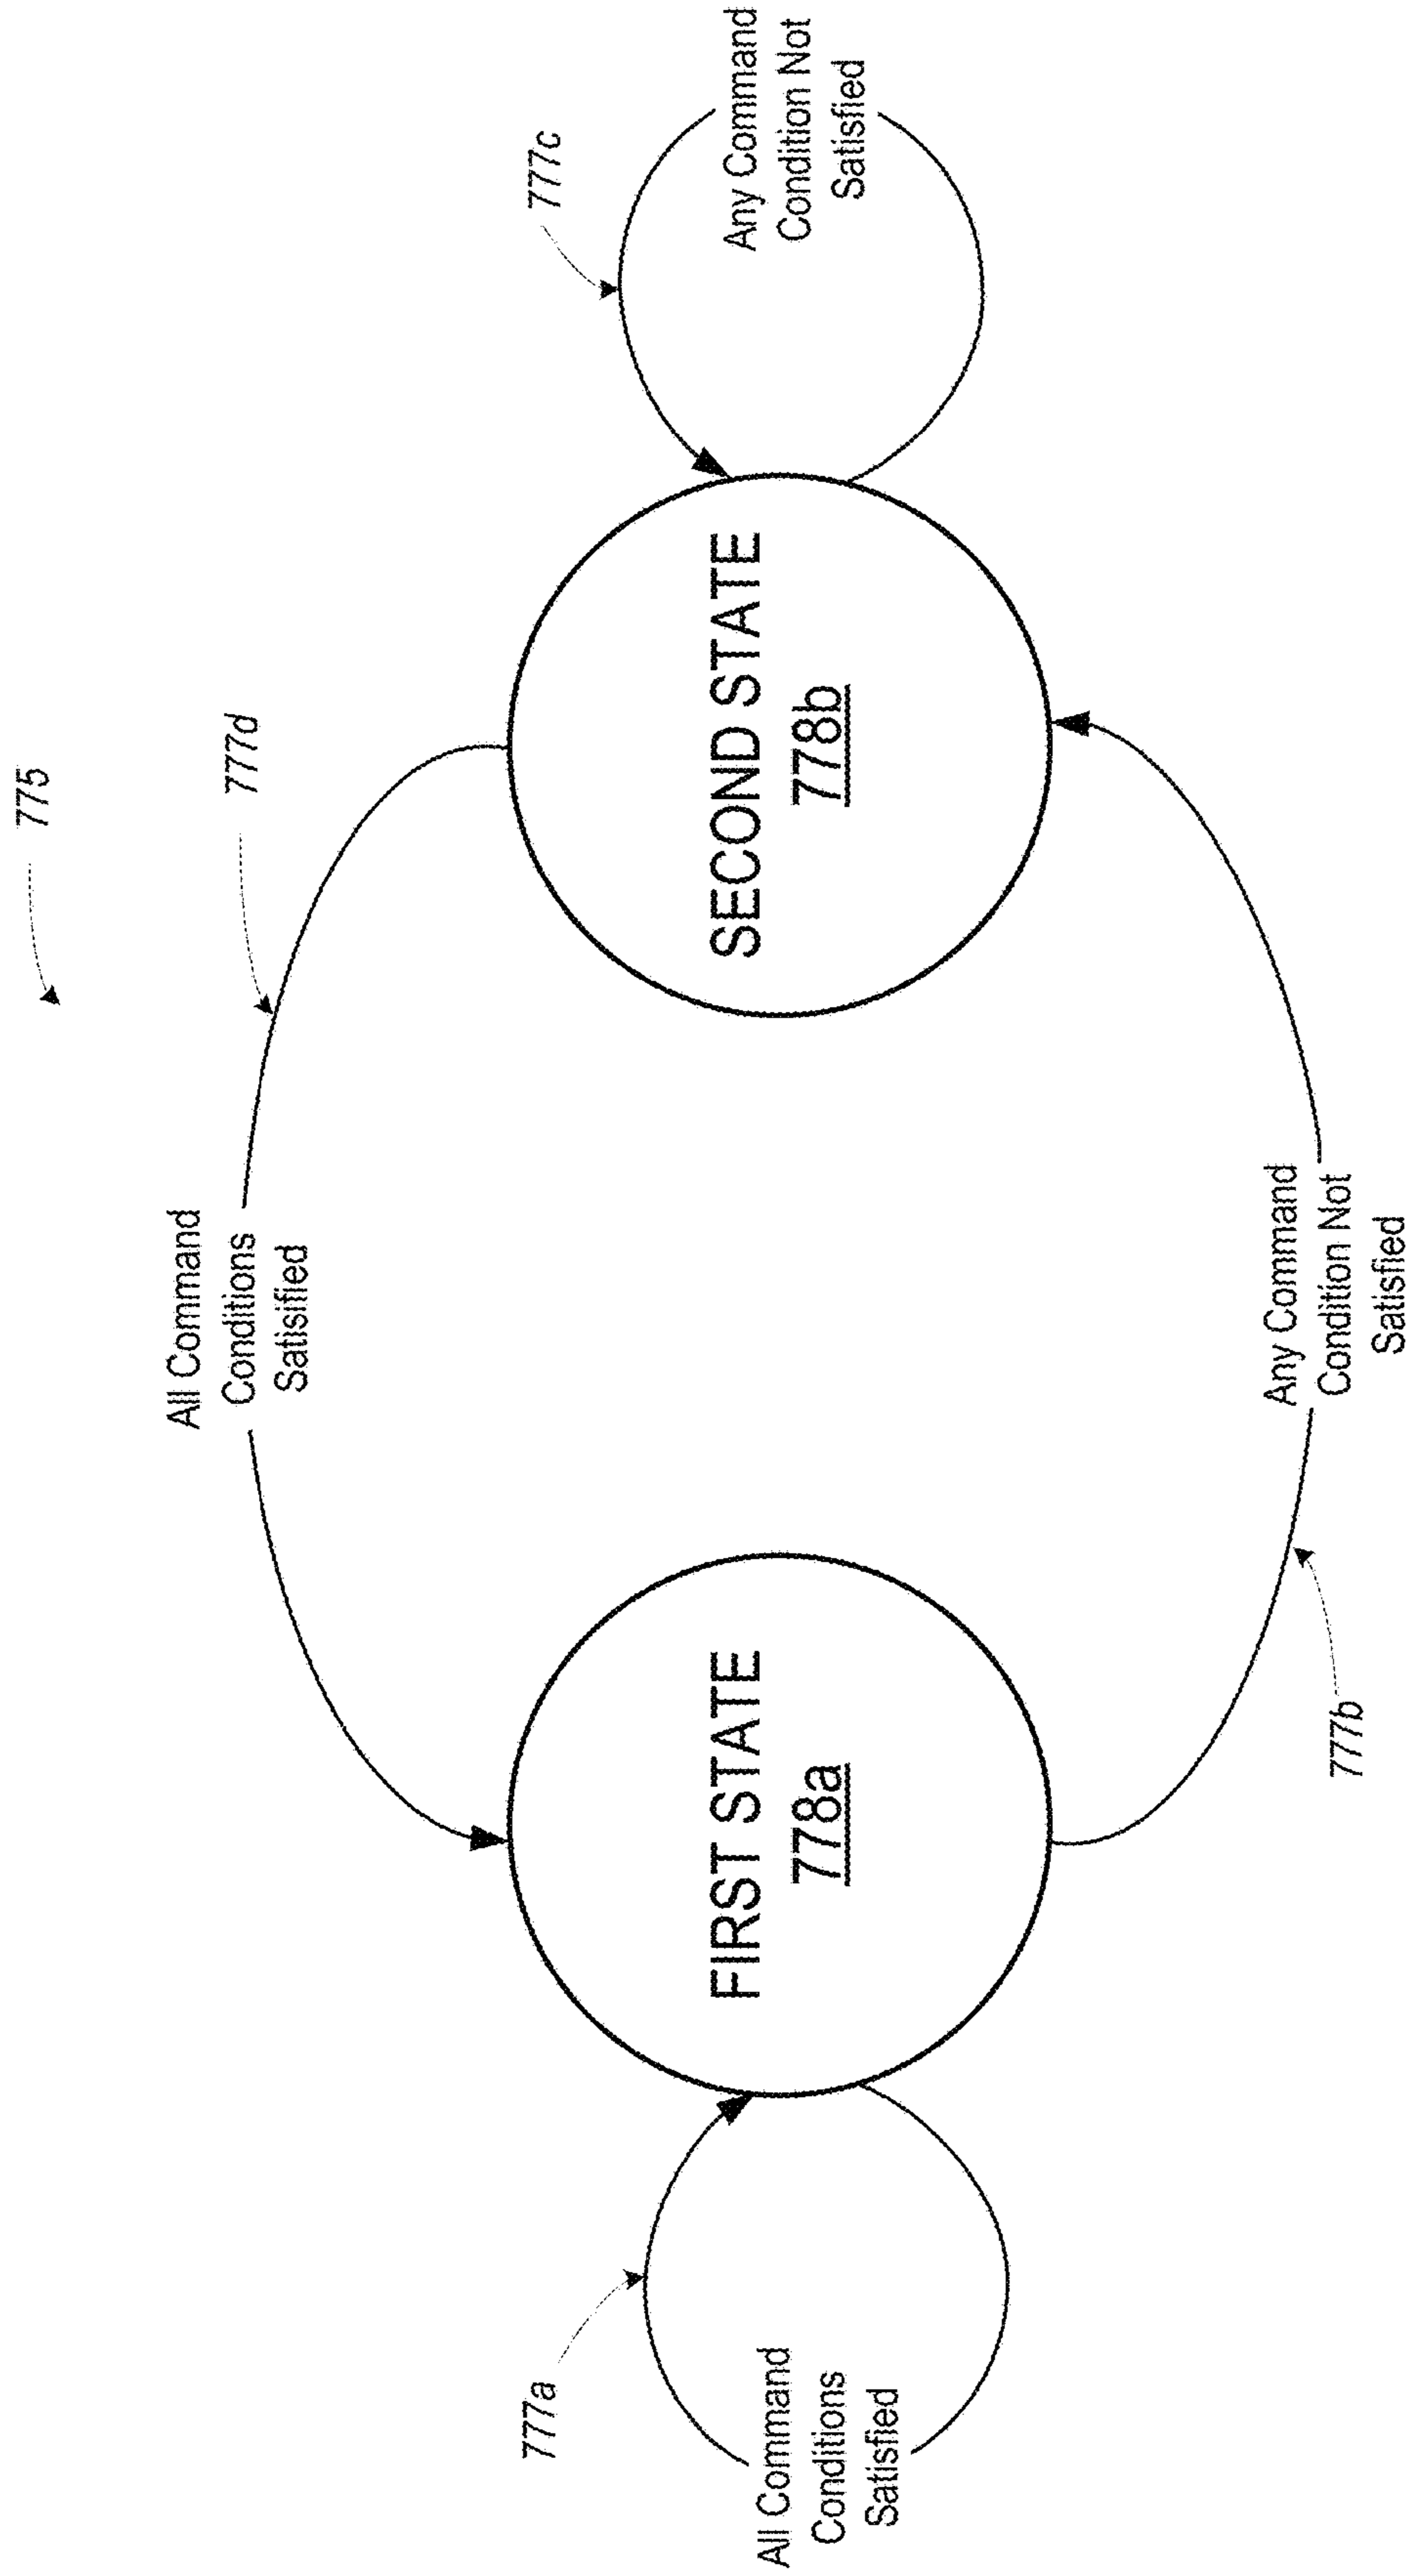 775
777d
All Command
Conditions
Satisified
777a
777c
All Command
Conditions
Satisfied
FIRST STATE
778a
SECOND STATE
778b
Any Command
Condition Not
Satisfied
777b
Any Command
Condition Not
Satisfied